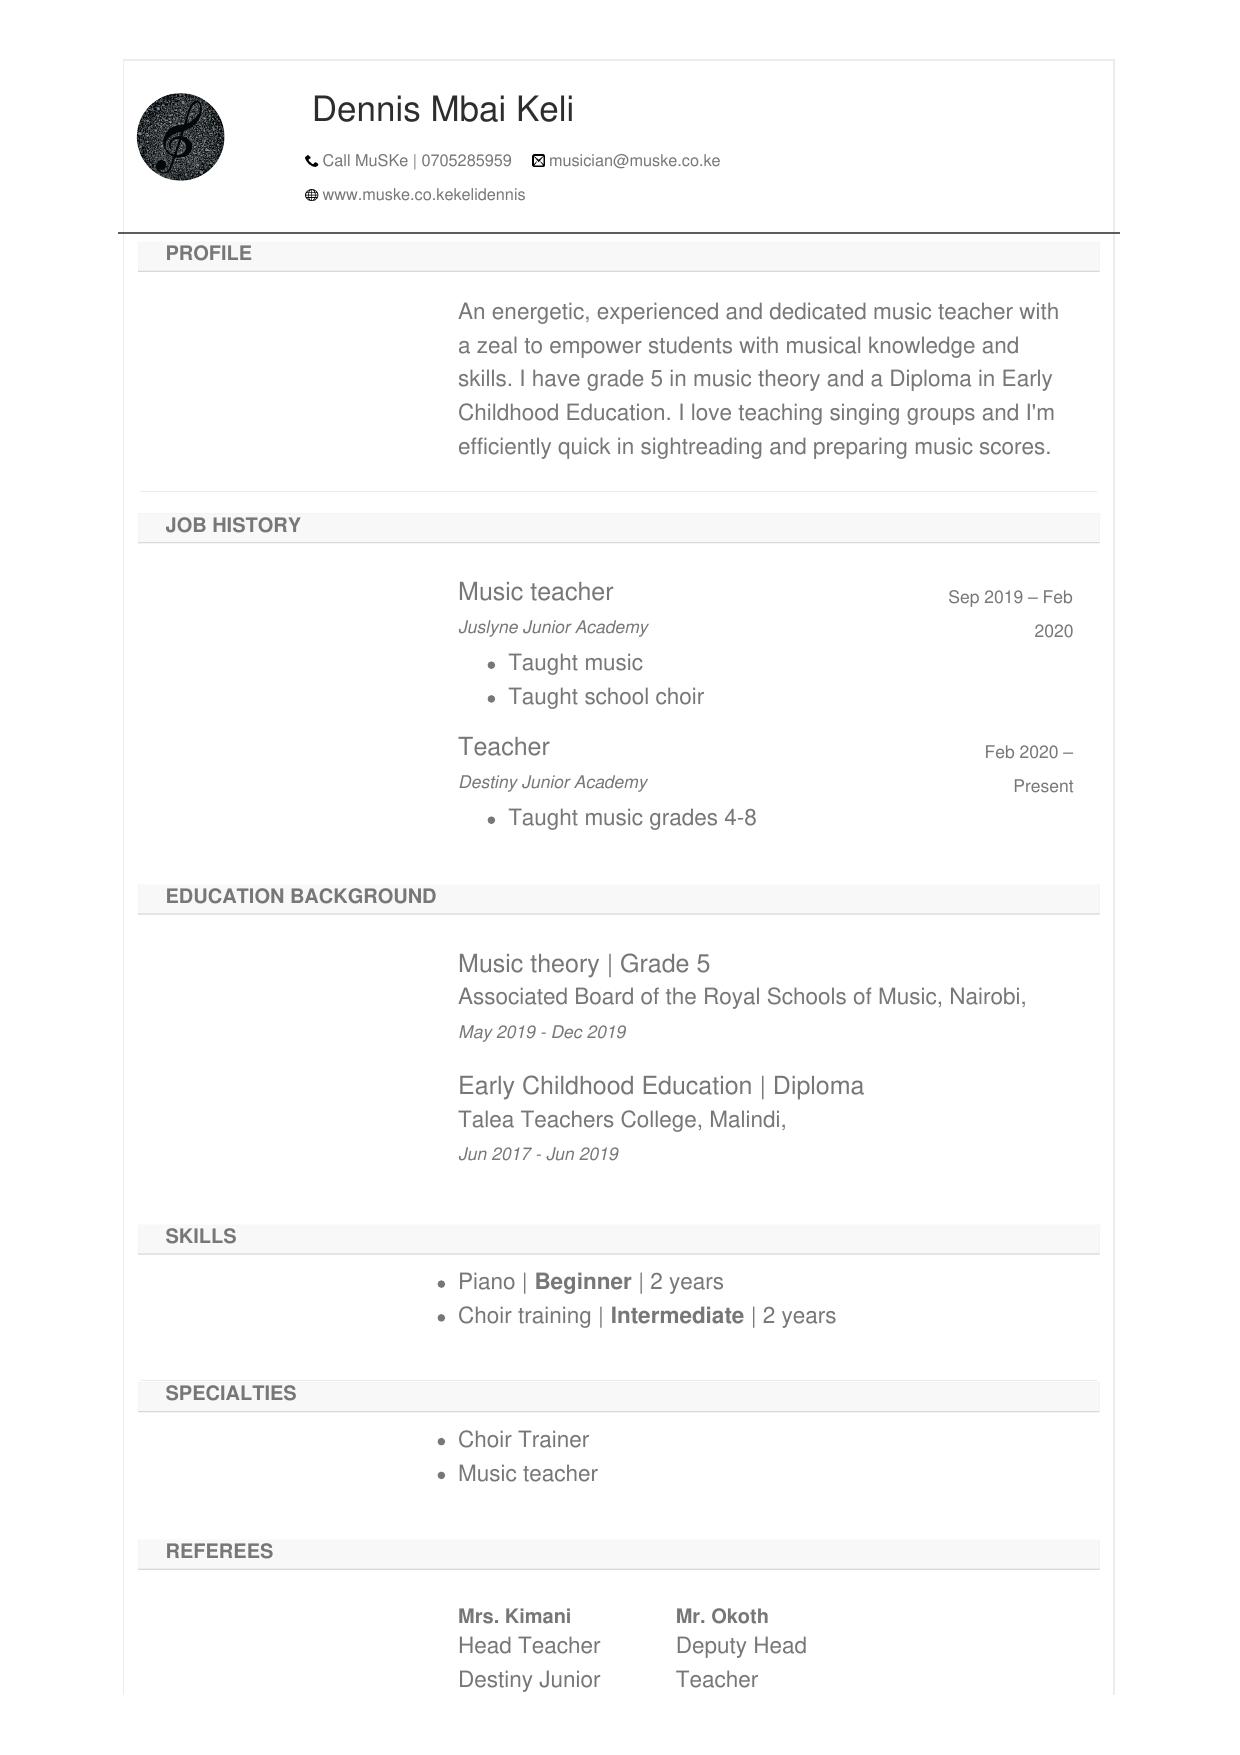 Dennis Mbai Keli
Call MuSKe | 0705285959 musician@muske.co.ke
www.muske.co.kekelidennis
PROFILE
An energetic, experienced and dedicated music teacher with
a zeal to empower students with musical knowledge and
skills. I have grade 5 in music theory and a Diploma in Early
Childhood Education. I love teaching singing groups and I'm
efficiently quick in sightreading and preparing music scores.
JOB HISTORY
Music teacher
Sep 2019 – Feb
2020
Juslyne Junior Academy
• Taught music
• Taught school choir
Teacher
Feb 2020 –
Present
Destiny Junior Academy
• Taught music grades 4-8
EDUCATION BACKGROUND
Music theory | Grade 5
Associated Board of the Royal Schools of Music, Nairobi,
May 2019 - Dec 2019
Early Childhood Education | Diploma
Talea Teachers College, Malindi,
Jun 2017 - Jun 2019
SKILLS
• Piano | Beginner | 2 years
• Choir training | Intermediate | 2 years
SPECIALTIES
• Choir Trainer
• Music teacher
REFEREES
Mrs. Kimani
Head Teacher
Destiny Junior
Mr. Okoth
Deputy Head
Teacher